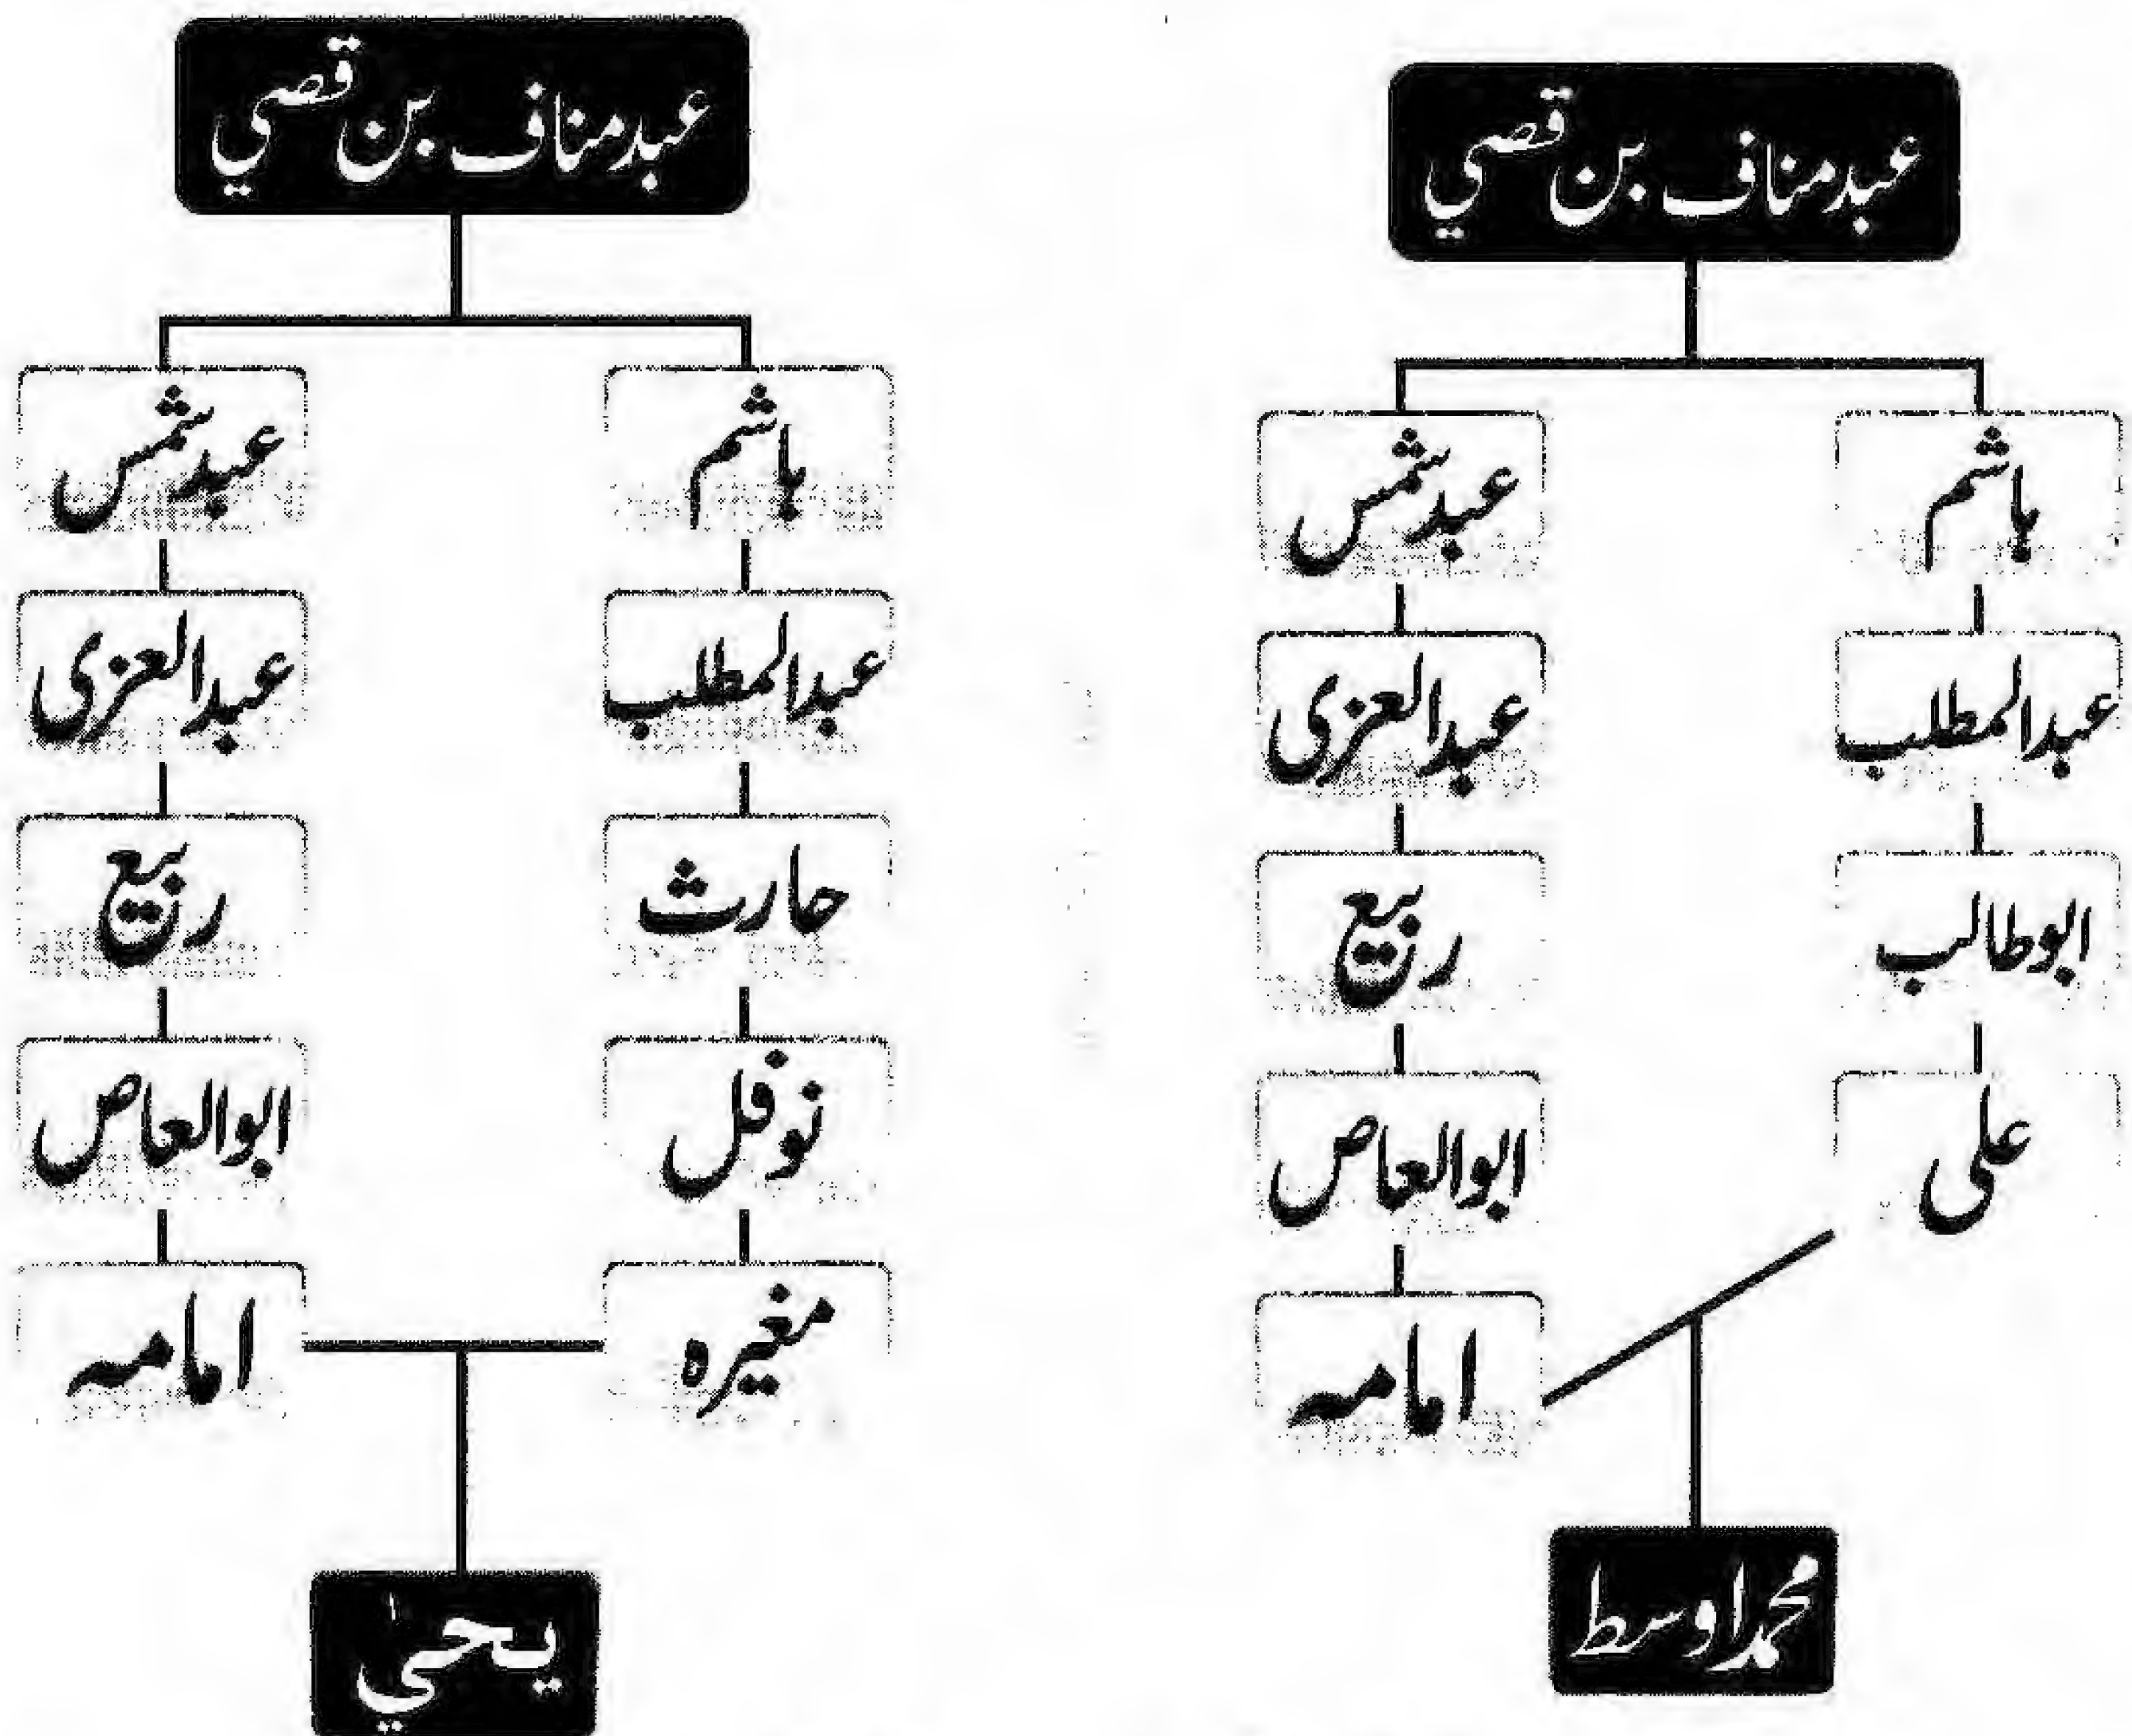 عبدمناف بن قصي
ہاشم
عبدشمس
عبدالمطلب
عبدالعزی
ابوطالب
ربیع
علی
ابوالعاص
امامہ
محمداوسط
عبدمناف بن قصي
ہاشم
عبدشمس
عبدالمطلب
عبدالعزی
حارث
ربیع
نوفل
ابوالعاص
مغیرہ
امامہ
يحيٰ